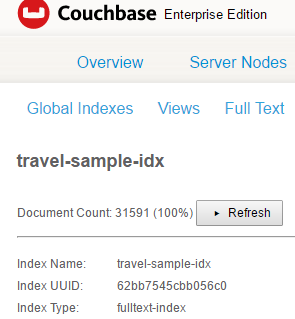 Couchbase Enterprise Edition
Overview Server Nodes
Global Indexes Views Full Text
travel-sample-idx
Document Count: 31591 (100%) ▸ Refresh
Index Name: travel-sample-idx
Index UUID: 62bb7545cbb056c0
Index Type: fulltext-index